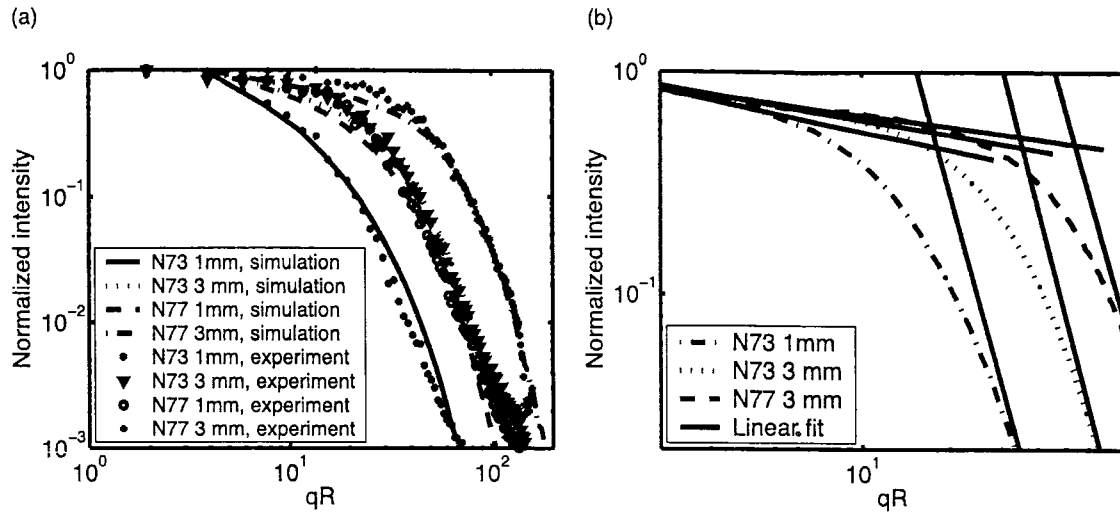 (a)
(b)
10^0
10^-1
10^-2
10^-3
10^0
10^1
10^2
Normalized intensity
qR
N73 1mm, simulation
N73 3 mm, simulation
N77 1mm, simulation
N77 3mm, simulation
N73 1mm, experiment
N73 3 mm, experiment
N77 1mm, experiment
N77 3 mm, experiment
10^0
10^-1
10^1
Normalized intensity
qR
N73 1mm
N73 3 mm
N77 3 mm
Linear fit